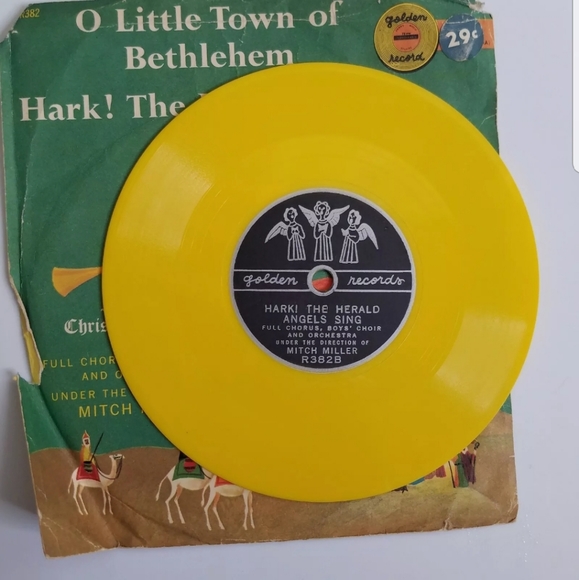 R382
O Little Town of
Bethlehem
Hark! The
golden
record
29¢
golden records
HARK! THE HERALD
ANGELS SING
FULL CHORUS, BOYS' CHOIR
AND ORCHESTRA
UNDER THE DIRECTION OF
MITCH MILLER
R382B
Chris
FULL CHOR
AND O
UNDER THE
MITCH